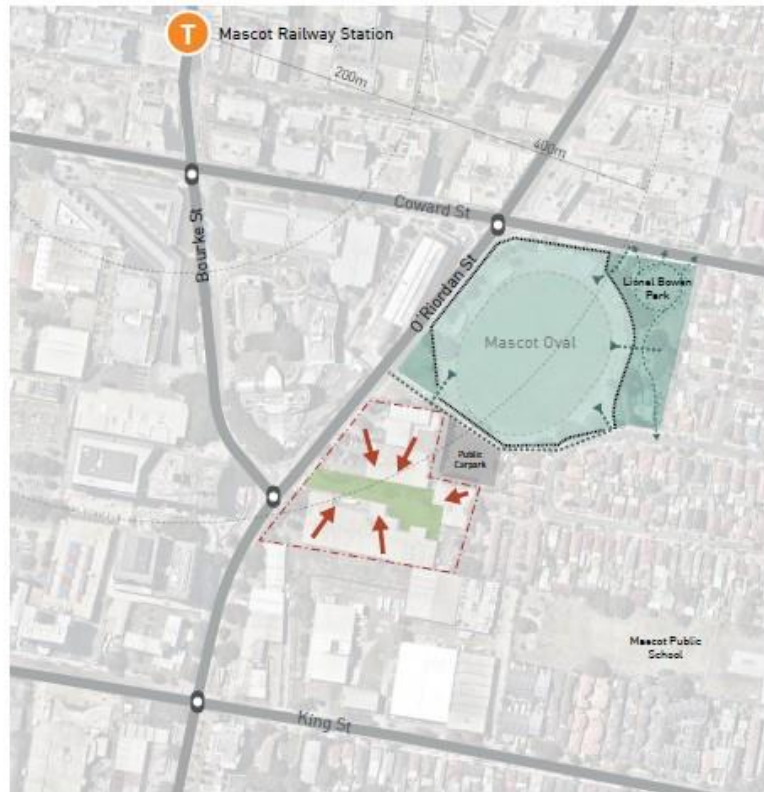 T
Mascot Railway Station
200m
400m
Coward St
Bourke St
O'Riordan St
Lionel Bowen
Park
Mascot Oval
Public
Carpark
Mascot Public
School
King St